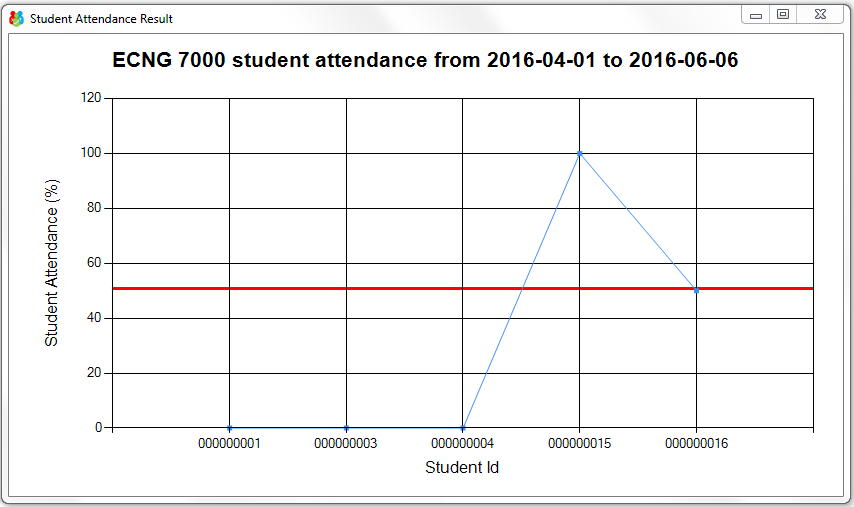 Student Attendance Result
ECNG 7000 student attendance from 2016-04-01 to 2016-06-06
120
100
80
60
40
20
0
Student Attendance (%)
000000001 000000003 000000004 000000015 000000016
Student Id